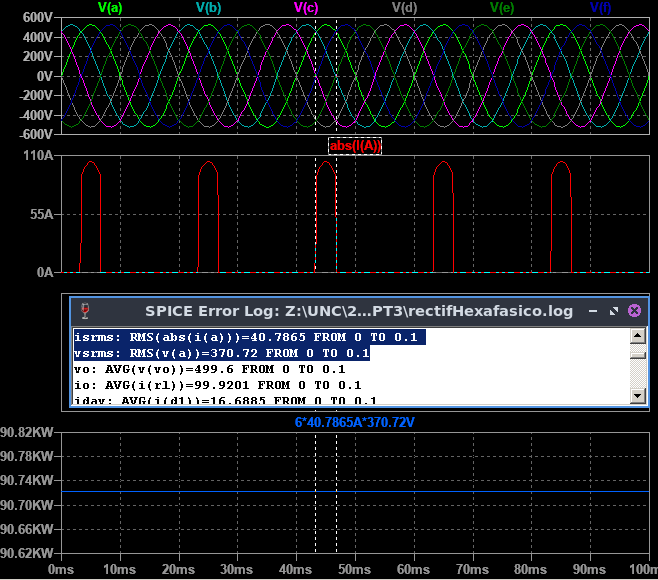 V(a) V(b) V(c) V(d) V(e) V(f)
600V
400V
200V
0V
-200V
-400V
-600V
abs(I(A))
110A
55A
0A
SPICE Error Log: Z:\UNC\2...PT3\rectifHexafasico.log
isrms: RMS(abs(i(a)))=40.7865 FROM 0 TO 0.1
vsrms: RMS(v(a))=370.72 FROM 0 TO 0.1
vo: AVG(v(vo))=499.6 FROM 0 TO 0.1
io: AVG(i(rl))=99.9201 FROM 0 TO 0.1
idav: AVG(i(d1))=16.6885 FROM 0 TO 0.1
6*40.7865A*370.72V
90.82KW
90.78KW
90.74KW
90.70KW
90.66KW
90.62KW
0ms 10ms 20ms 30ms 40ms 50ms 60ms 70ms 80ms 90ms 100ms